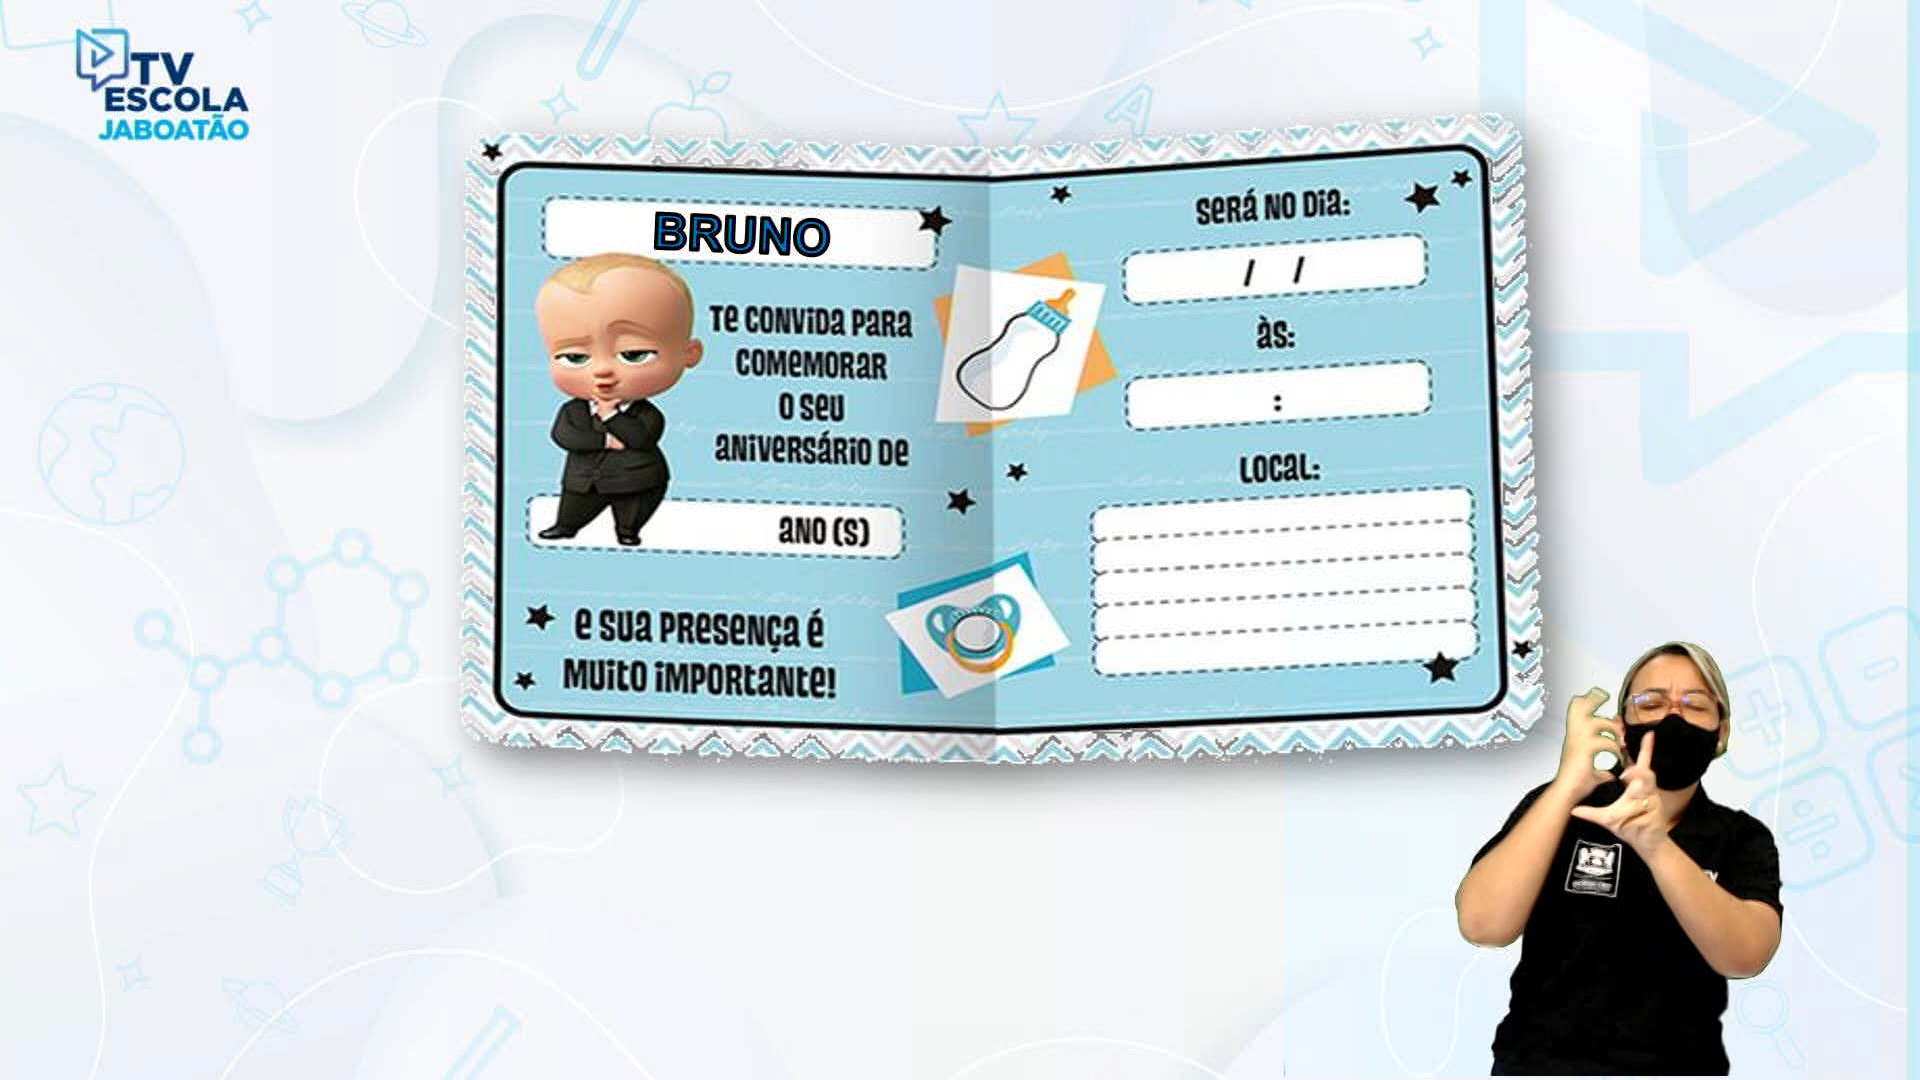 TV
ESCOLA
JABOATÃO
BRUNO
Te CONViDa PaRa
COMEMORaR
O Seu
aNiVeRSáRiO De
aNO (S)
e Sua PReSeNÇa é
MUitO iMPORtaNte!
SeRá NO Dia:
/ /
àS:
:
LOCaL: